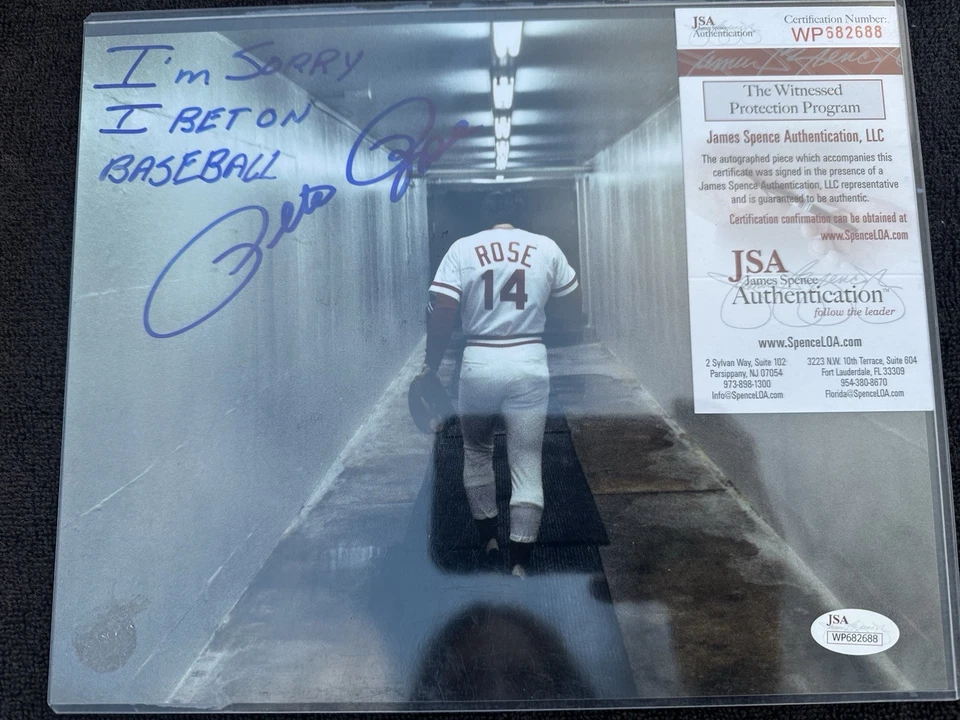 I'm SORRY
I BET ON
BASEBALL
Pete Rose
ROSE
14
JSA
Authentication
Certification Number:
WP682688
The Witnessed
Protection Program
James Spence Authentication, LLC
The autographed piece which accompanies this
certificate was signed in the presence of a
James Spence Authentication, LLC representative
and is guaranteed to be authentic.
Certification confirmation can be obtained at
www.SpenceLOA.com
JSA
James Spence
Authentication™
follow the leader
www.SpenceLOA.com
2 Sylvan Way, Suite 102
Parsippany, NJ 07054
973-898-1300
Info@SpenceLOA.com
3223 N.W. 10th Terrace, Suite 604
Fort Lauderdale, FL 33309
954-380-8670
Florida@SpenceLOA.com
JSA
WP682688